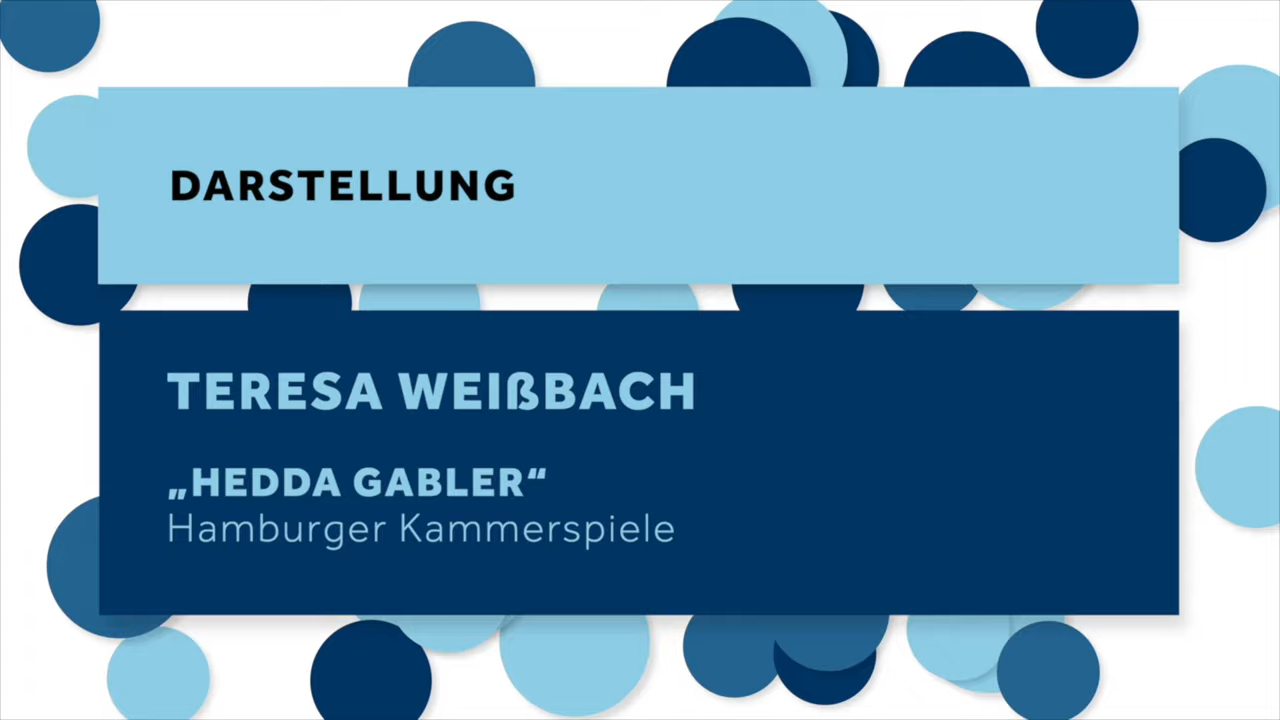 DARSTELLUNG
TERESA WEIßBACH
„HEDDA GABLER“
Hamburger Kammerspiele